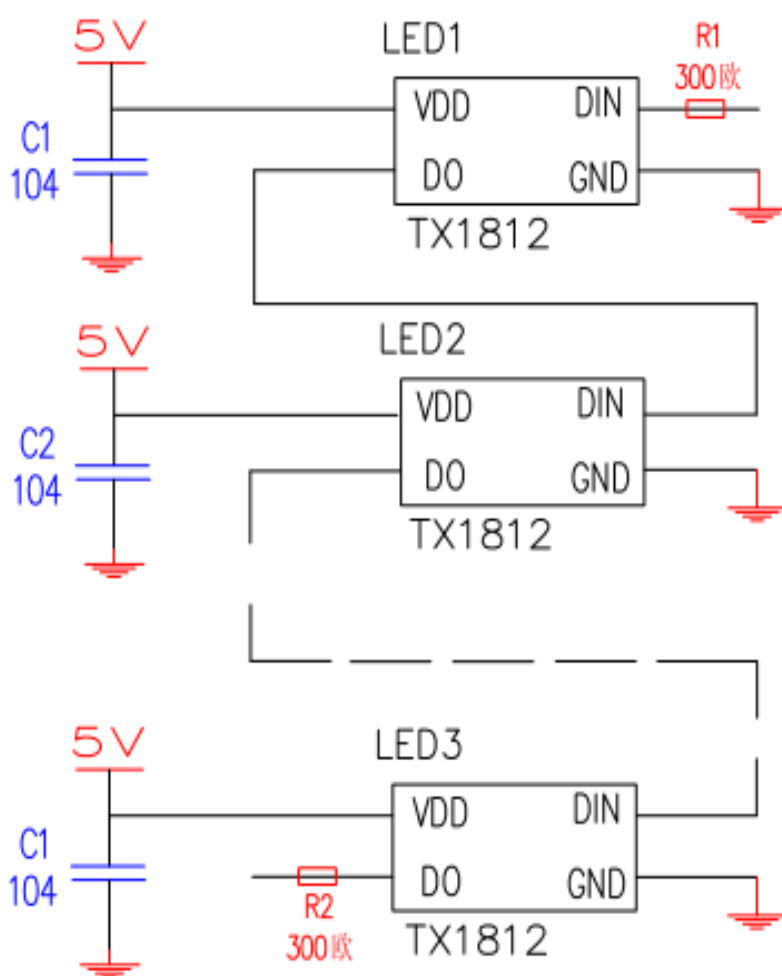 5V
LED1
R1
300欧
VDD
DIN
C1
104
DO
GND
TX1812
5V
LED2
VDD
DIN
C2
104
DO
GND
TX1812
5V
LED3
VDD
DIN
C1
104
DO
GND
R2
300欧
TX1812